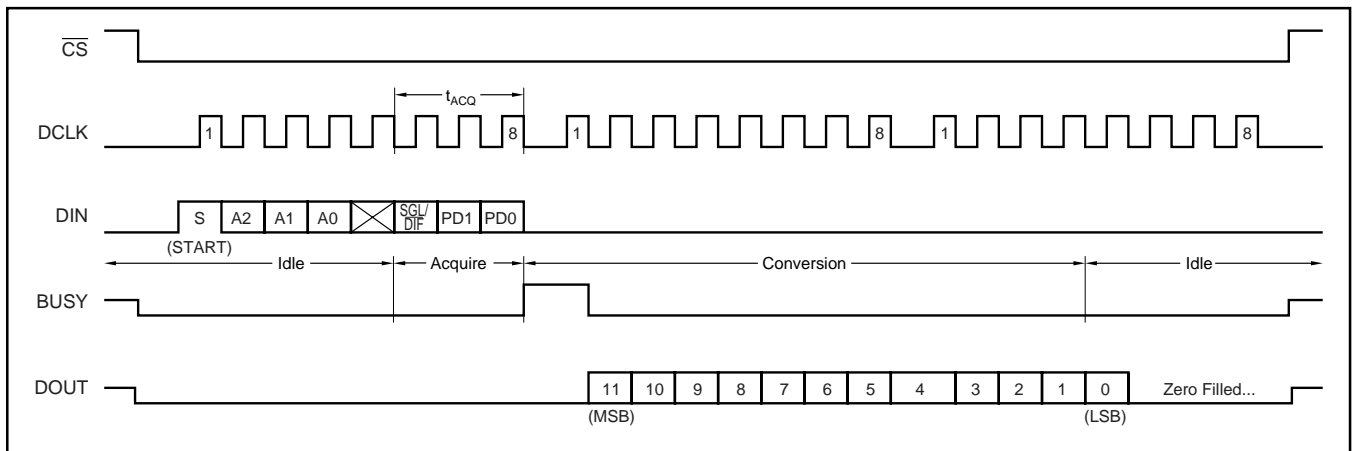 CS
tACQ
DCLK 1 8 1 8 1 8
DIN S A2 A1 A0 SGL/DIF PD1 PD0
(START)
Idle Acquire Conversion Idle
BUSY
DOUT 11 10 9 8 7 6 5 4 3 2 1 0 Zero Filled...
(MSB) (LSB)